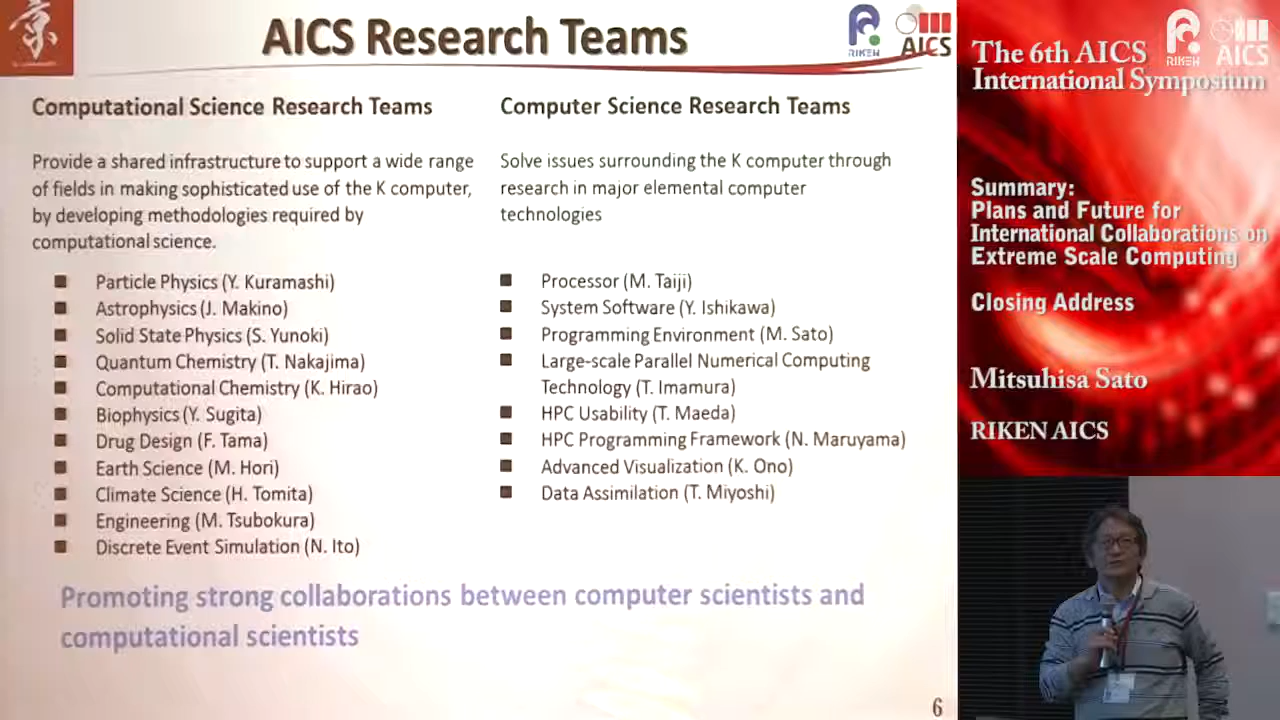 京
AICS Research Teams
RIKEN
AICS
Computational Science Research Teams
Provide a shared infrastructure to support a wide range
of fields in making sophisticated use of the K computer,
by developing methodologies required by
computational science.
Particle Physics (Y. Kuramashi)
Astrophysics (J. Makino)
Solid State Physics (S. Yunoki)
Quantum Chemistry (T. Nakajima)
Computational Chemistry (K. Hirao)
Biophysics (Y. Sugita)
Drug Design (F. Tama)
Earth Science (M. Hori)
Climate Science (H. Tomita)
Engineering (M. Tsubokura)
Discrete Event Simulation (N. Ito)
Computer Science Research Teams
Solve issues surrounding the K computer through
research in major elemental computer
technologies
Processor (M. Taiji)
System Software (Y. Ishikawa)
Programming Environment (M. Sato)
Large-scale Parallel Numerical Computing
Technology (T. Imamura)
HPC Usability (T. Maeda)
HPC Programming Framework (N. Maruyama)
Advanced Visualization (K. Ono)
Data Assimilation (T. Miyoshi)
Promoting strong collaborations between computer scientists and
computational scientists
6
The 6th AICS
International Symposium
RIKEN
AICS
Summary:
Plans and Future for
International Collaborations on
Extreme Scale Computing
Closing Address
Mitsuhisa Sato
RIKEN AICS